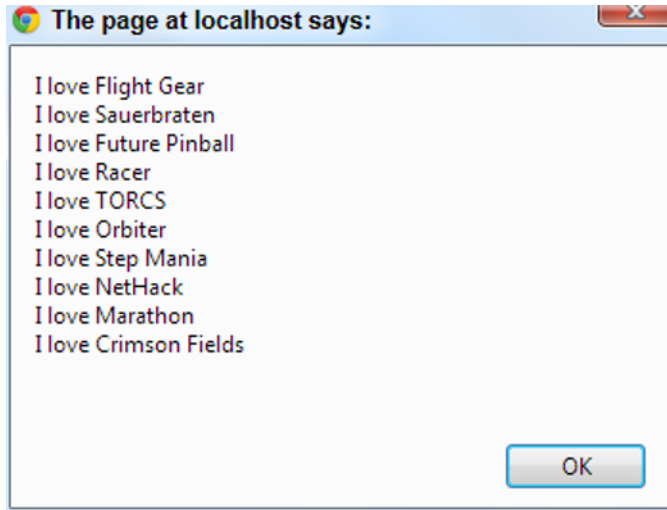 The page at localhost says:
I love Flight Gear
I love Sauerbraten
I love Future Pinball
I love Racer
I love TORCS
I love Orbiter
I love Step Mania
I love NetHack
I love Marathon
I love Crimson Fields
OK